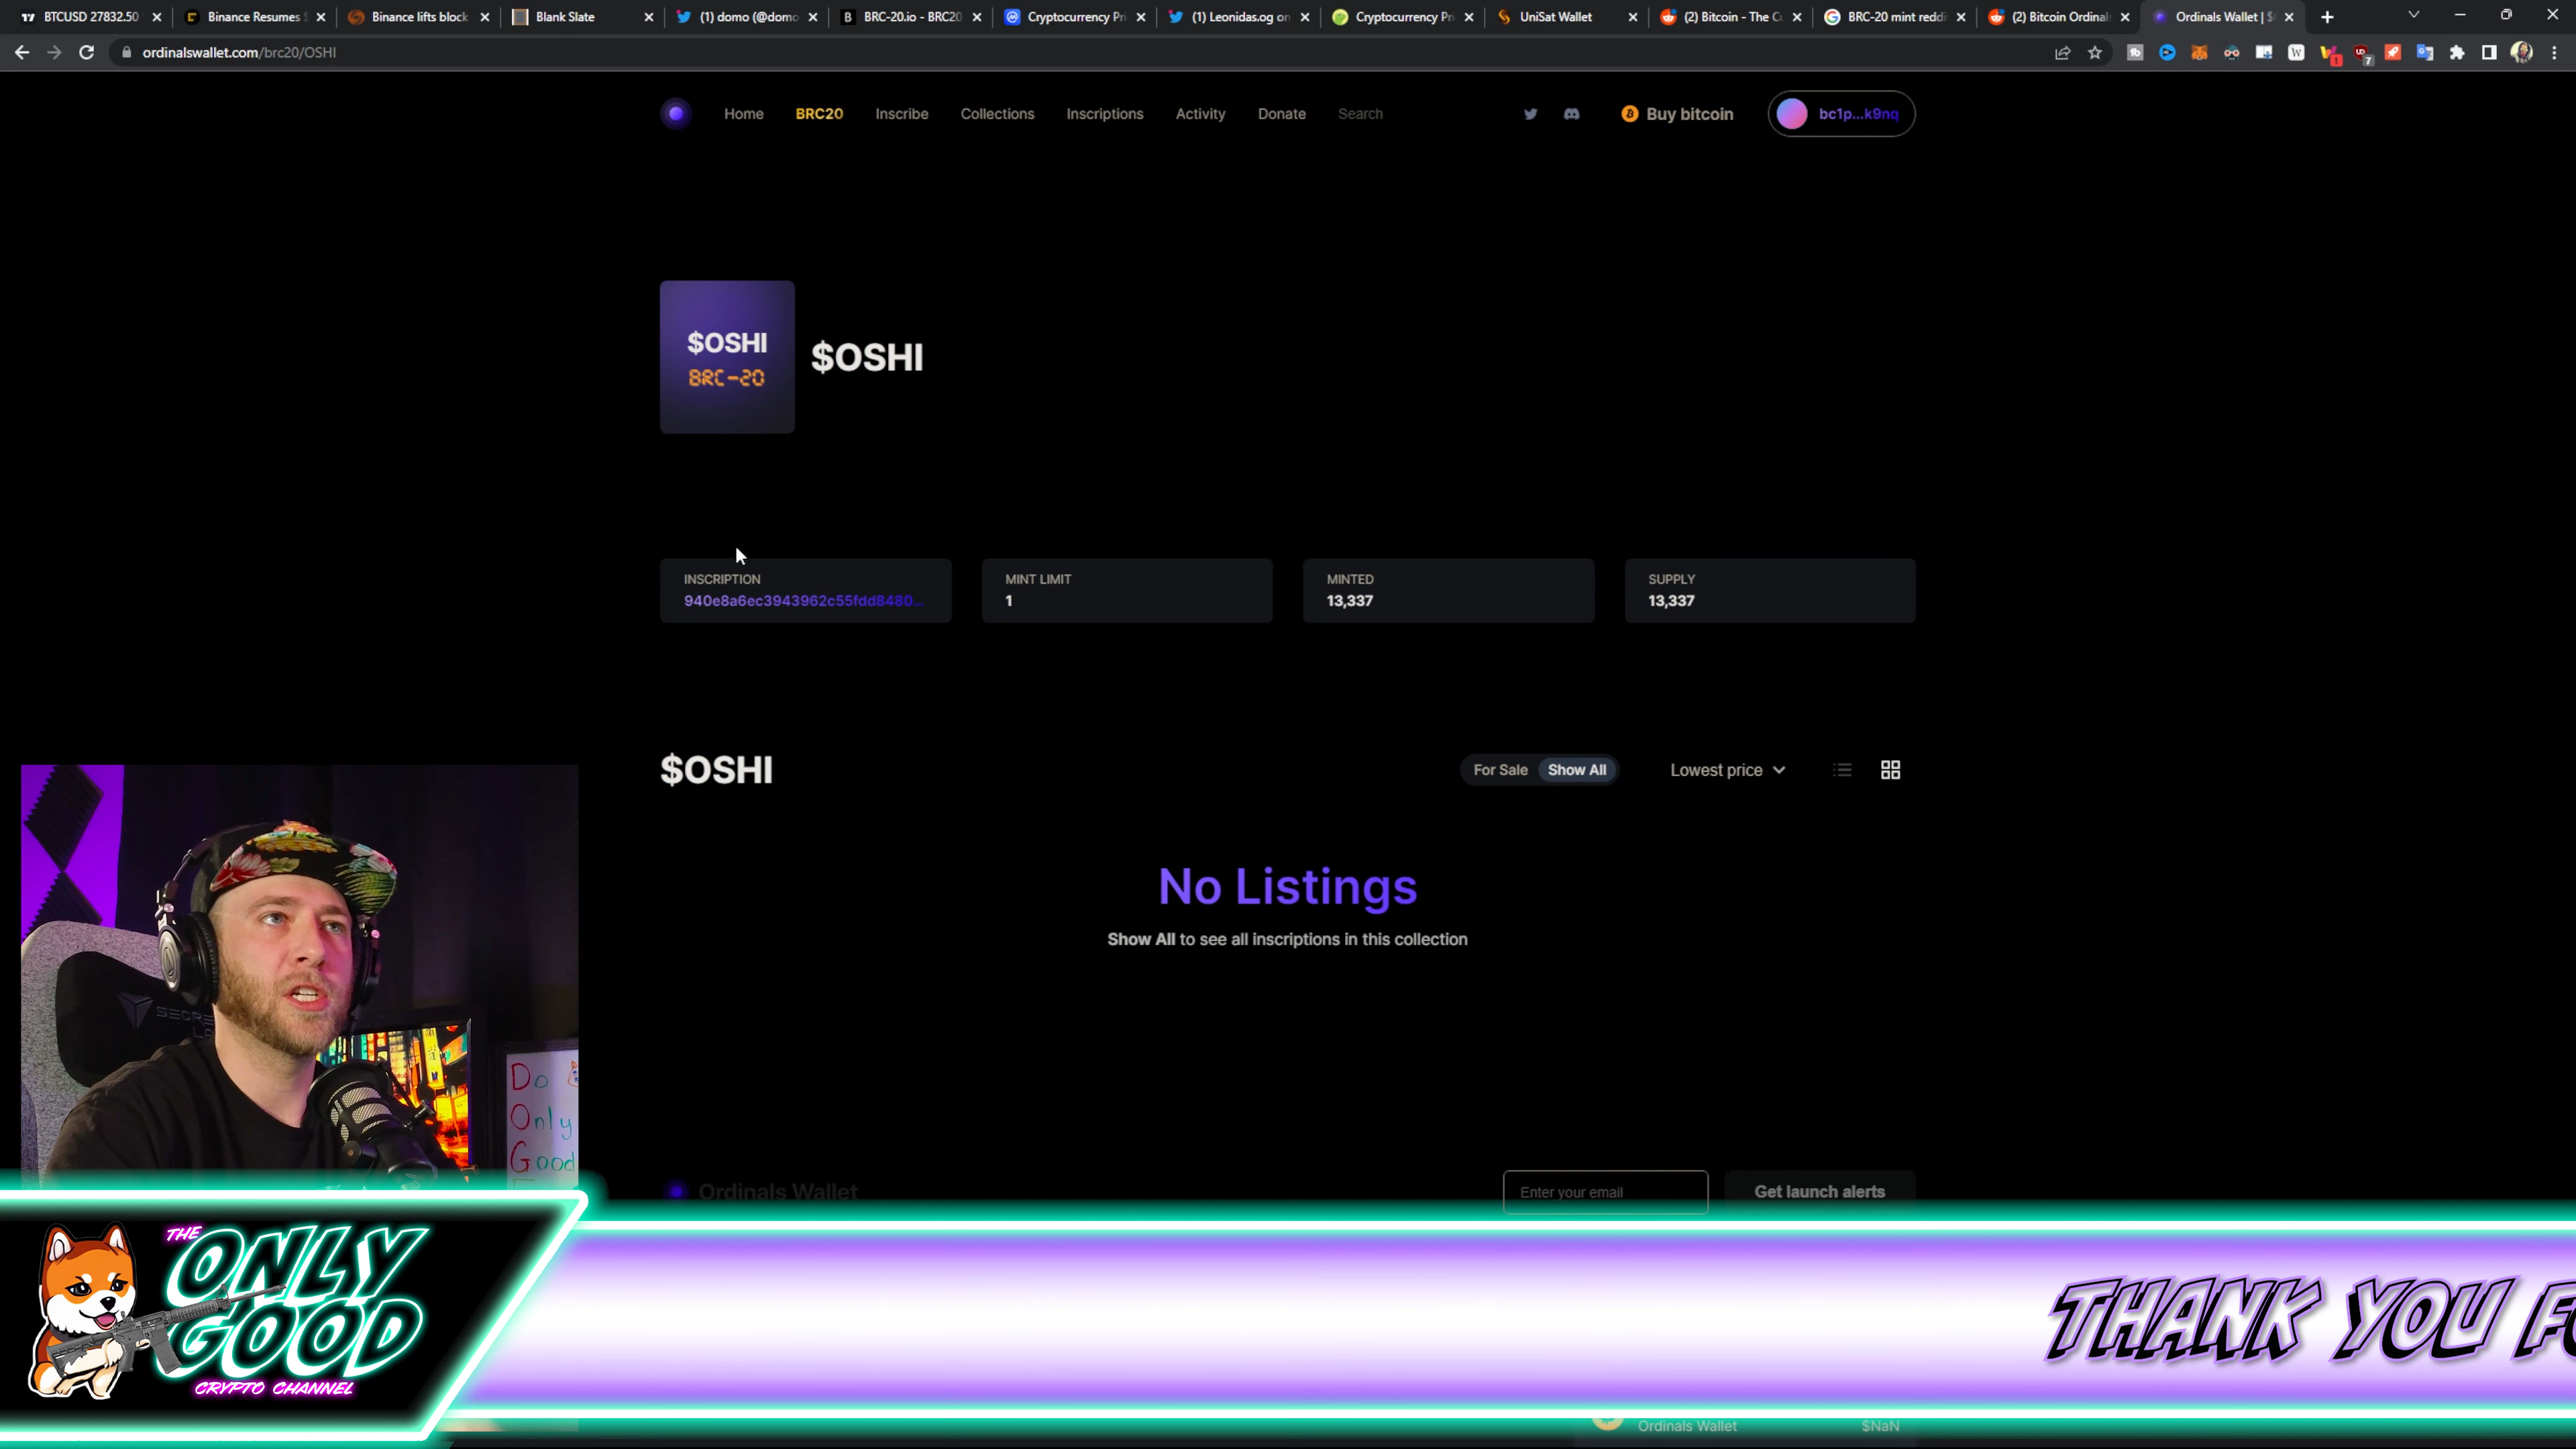 BTCUSD 27832.50
Binance Resumes
Binance lifts block
Blank Slate
(1) domo (@domo
BRC-20.io - BRC20
Cryptocurrency Pri
(1) Leonidas.og on
Cryptocurrency Pri
UniSat Wallet
(2) Bitcoin - The Cu
BRC-20 mint reddi
(2) Bitcoin Ordinal
Ordinals Wallet | $
ordinalswallet.com/brc20/OSHI
Home
BRC20
Inscribe
Collections
Inscriptions
Activity
Donate
Search
Buy bitcoin
bc1p...k9nq
$OSHI
BRC-20
$OSHI
INSCRIPTION
940e8a6ec3943962c55fdd8480...
MINT LIMIT
1
MINTED
13,337
SUPPLY
13,337
$OSHI
For Sale
Show All
Lowest price
No Listings
Show All to see all inscriptions in this collection
Do
Only
Good
Ordinals Wallet
Enter your email
Get launch alerts
THE
ONLY
GOOD
CRYPTO CHANNEL
THANK YOU F
Ordinals Wallet
$NaN